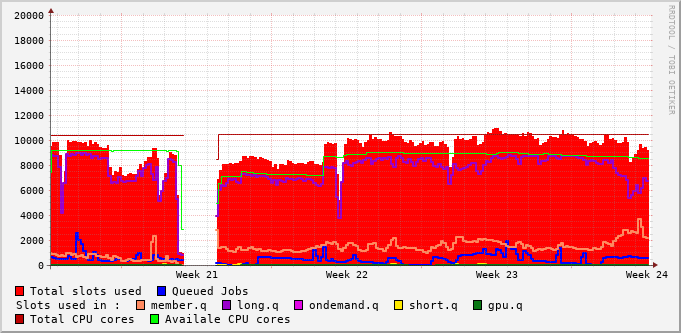 20000
18000
16000
14000
12000
10000
8000
6000
4000
2000
0
Week 21 Week 22 Week 23 Week 24
RRDTOOL / TOBI OETIKER
Total slots used Queued Jobs
Slots used in : member.q long.q ondemand.q short.q gpu.q
Total CPU cores Availale CPU cores